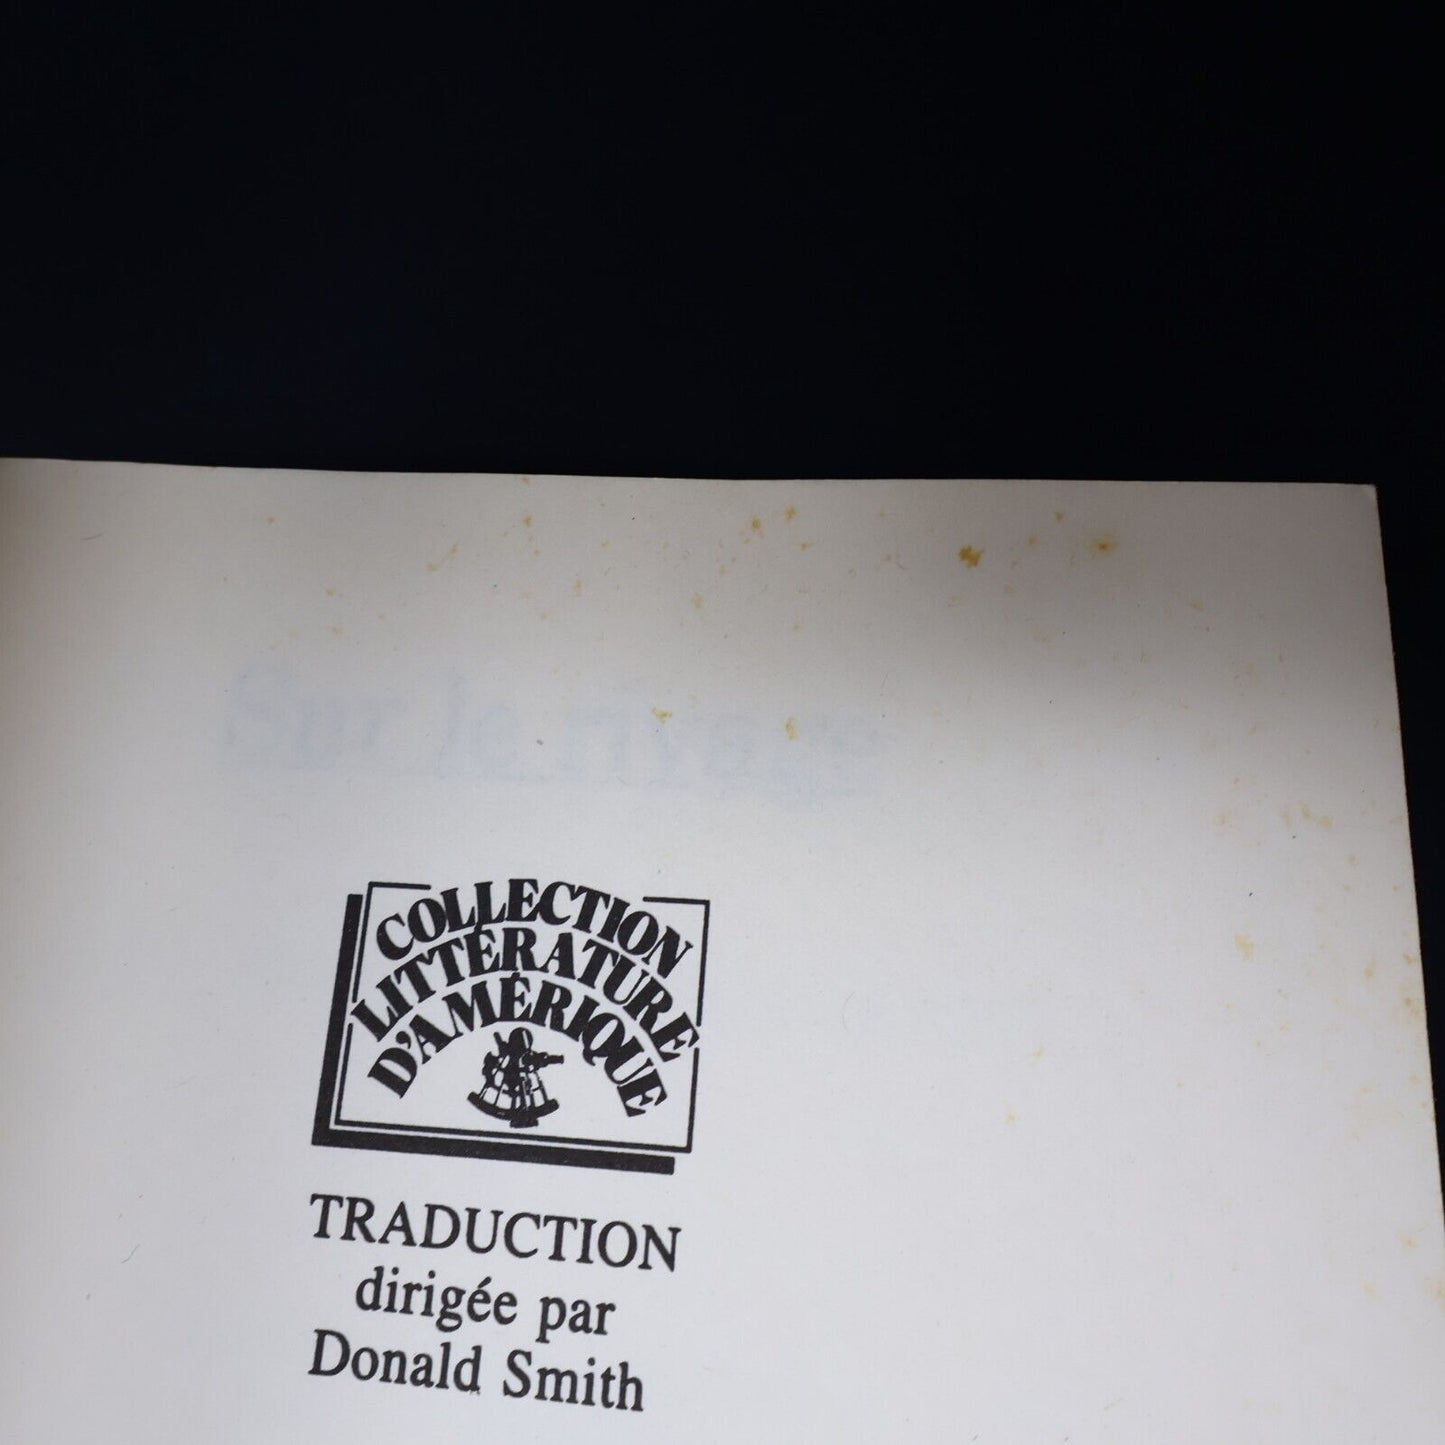 Sur le rivage
COLLECTION
LITTÉRATURE
D'AMÉRIQUE
TRADUCTION
dirigée par
Donald Smith